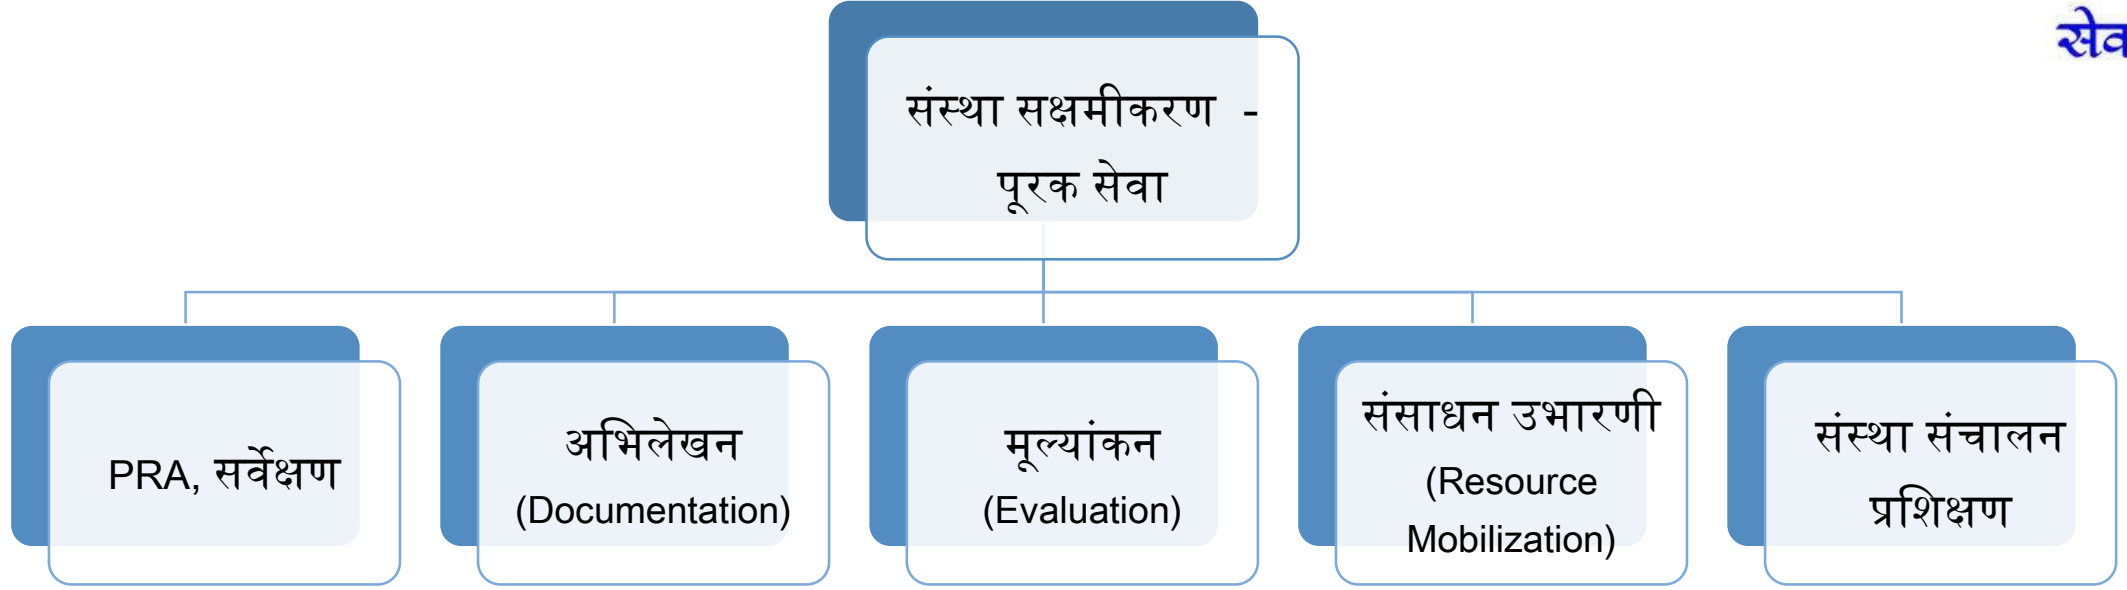 संस्था सक्षमीकरण -
पूरक सेवा
PRA, सर्वेक्षण
अभिलेखन
(Documentation)
मूल्यांकन
(Evaluation)
संसाधन उभारणी
(Resource
Mobilization)
संस्था संचालन
प्रशिक्षण